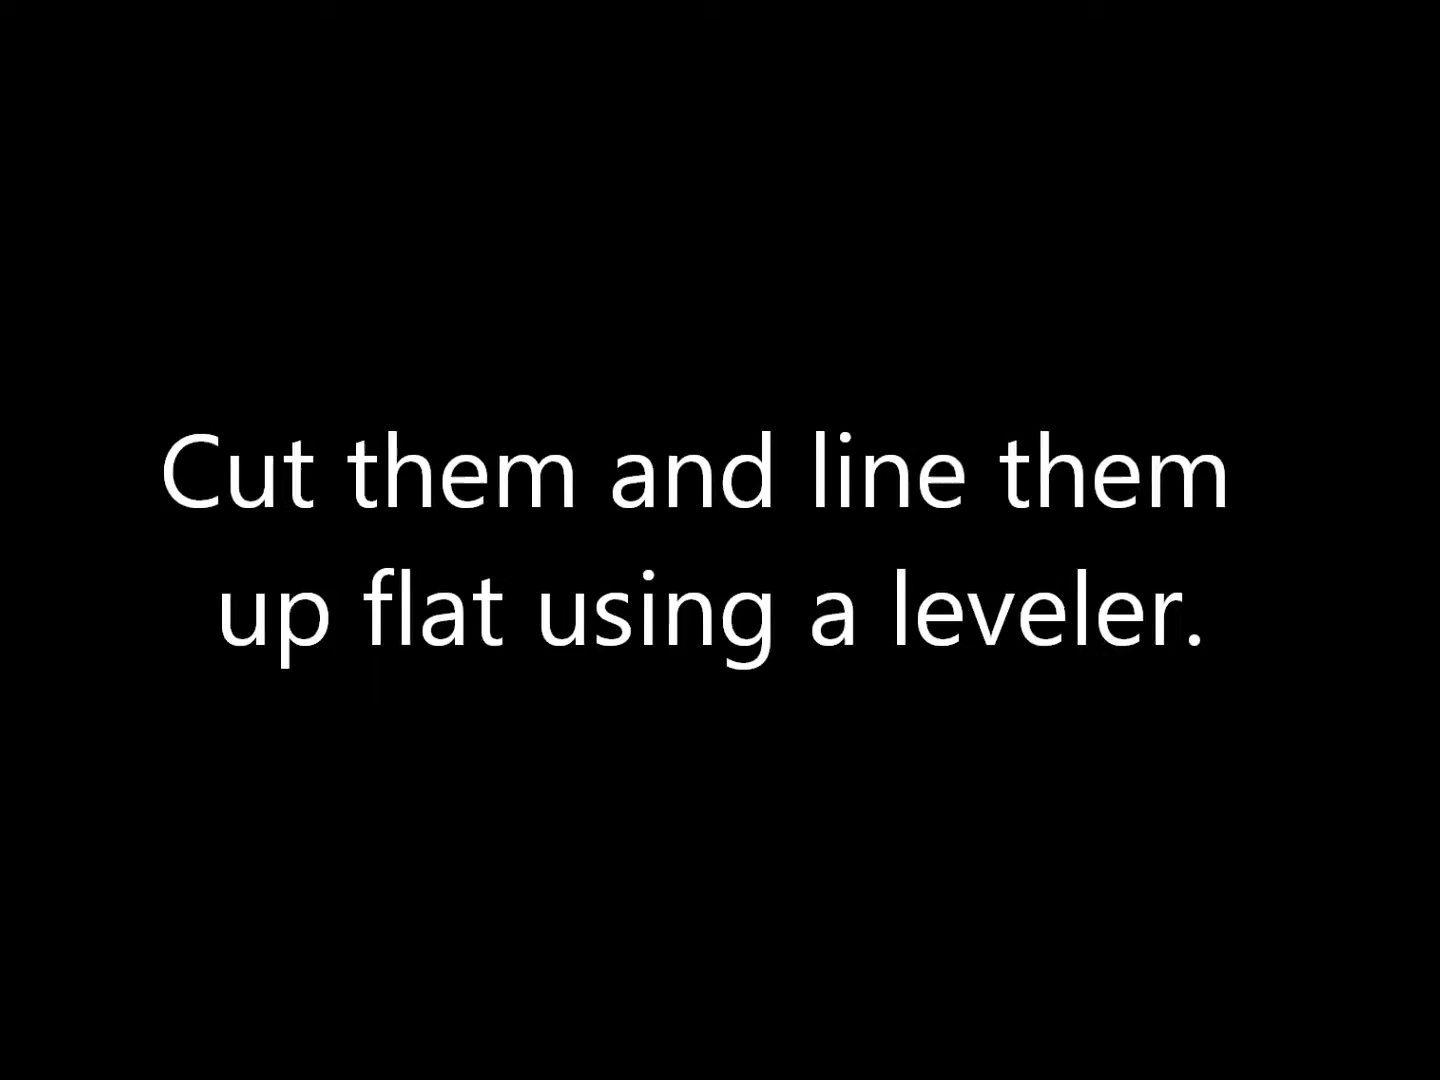 Cut them and line them
up flat using a leveler.